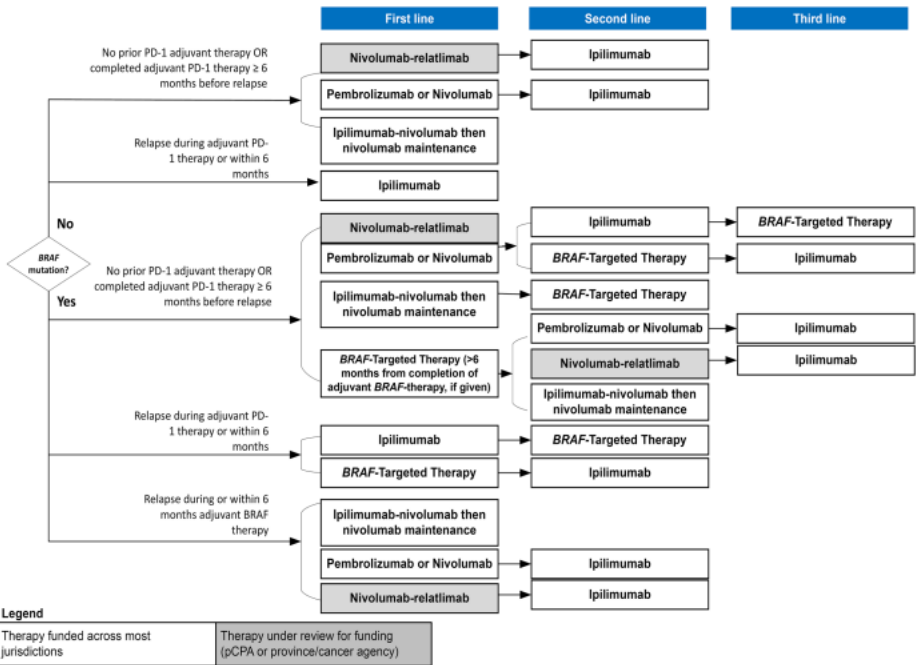 First line
Second line
Third line
No prior PD-1 adjuvant therapy OR
completed adjuvant PD-1 therapy ≥ 6
months before relapse
Nivolumab-relatlimab
Ipilimumab
Pembrolizumab or Nivolumab
Ipilimumab
Ipilimumab-nivolumab then
nivolumab maintenance
Relapse during adjuvant PD-
1 therapy or within 6
months
Ipilimumab
No
BRAF
mutation?
Yes
No prior PD-1 adjuvant therapy OR
completed adjuvant PD-1 therapy ≥ 6
months before relapse
Nivolumab-relatlimab
Pembrolizumab or Nivolumab
Ipilimumab
BRAF-Targeted Therapy
BRAF-Targeted Therapy
Ipilimumab
Ipilimumab-nivolumab then
nivolumab maintenance
BRAF-Targeted Therapy
BRAF-Targeted Therapy (>6
months from completion of
adjuvant BRAF-therapy, if given)
Pembrolizumab or Nivolumab
Ipilimumab
Nivolumab-relatlimab
Ipilimumab
Ipilimumab-nivolumab then
nivolumab maintenance
Relapse during adjuvant PD-
1 therapy or within 6
months
Ipilimumab
BRAF-Targeted Therapy
BRAF-Targeted Therapy
Ipilimumab
Relapse during or within 6
months adjuvant BRAF
therapy
Ipilimumab-nivolumab then
nivolumab maintenance
Pembrolizumab or Nivolumab
Ipilimumab
Nivolumab-relatlimab
Ipilimumab
Legend
Therapy funded across most
jurisdictions
Therapy under review for funding
(pCPA or province/cancer agency)